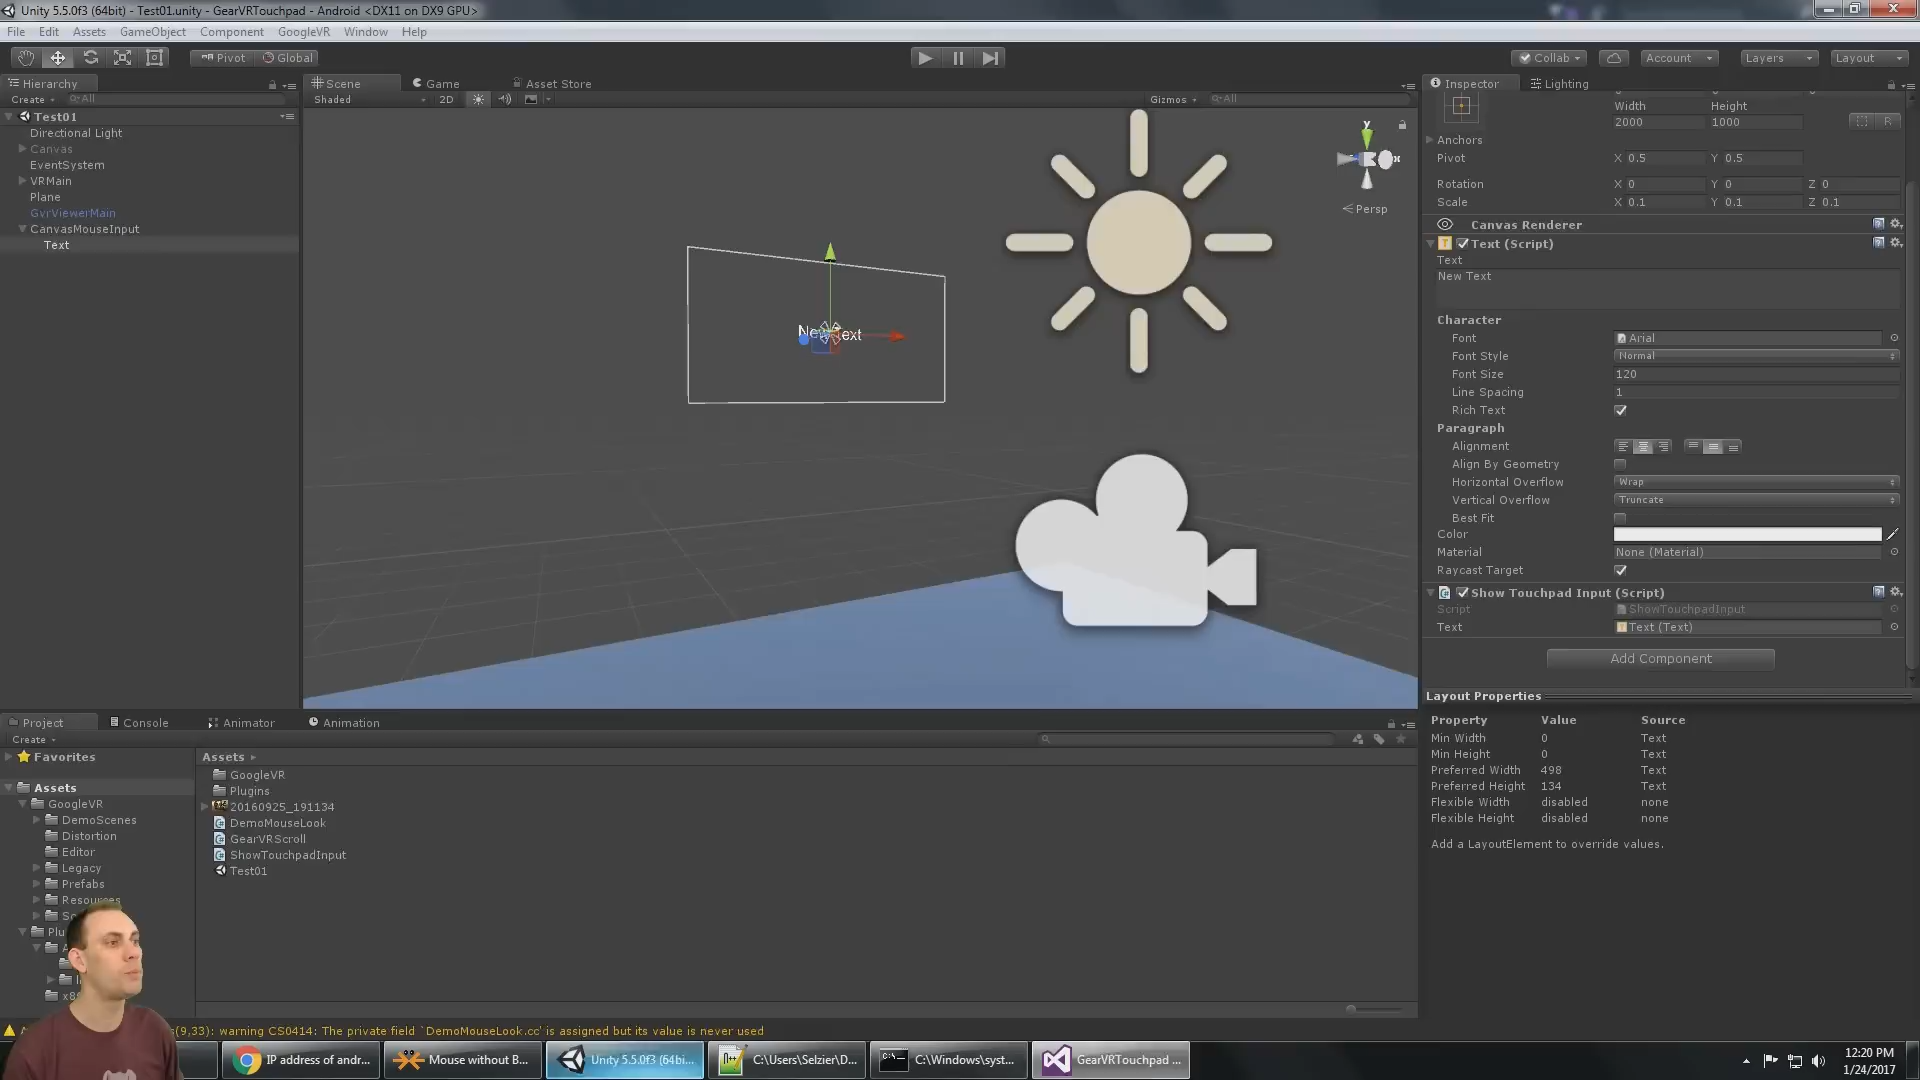 Unity 5.5.0f3 (64bit) - Test01.unity - GearVRTouchpad - Android <DX11 on DX9 GPU>
File Edit Assets GameObject Component GoogleVR Window Help
Pivot Global Collab Account Layers Layout
Hierarchy
Create All
Test01
Directional Light
Canvas
EventSystem
VRMain
Plane
GvrViewerMain
CanvasMouseInput
Text
Scene Game Asset Store
Shaded 2D Gizmos All
y
x
Persp
Inspector Lighting
Width Height
2000 1000
R
Anchors
Pivot X 0.5 Y 0.5
Rotation X 0 Y 0 Z 0
Scale X 0.1 Y 0.1 Z 0.1
Canvas Renderer
Text (Script)
Text
New Text
Character
Font Arial
Font Style Normal
Font Size 120
Line Spacing 1
Rich Text
Paragraph
Alignment
Align By Geometry
Horizontal Overflow Wrap
Vertical Overflow Truncate
Best Fit
Color
Material None (Material)
Raycast Target
Show Touchpad Input (Script)
Script ShowTouchpadInput
Text Text (Text)
Add Component
Layout Properties
Property Value Source
Min Width 0 Text
Min Height 0 Text
Preferred Width 498 Text
Preferred Height 134 Text
Flexible Width disabled none
Flexible Height disabled none
Add a LayoutElement to override values.
Project Console Animator Animation
Create
Favorites
Assets
GoogleVR
DemoScenes
Distortion
Editor
Legacy
Prefabs
Resources
Assets
GoogleVR
Plugins
20160925_191134
DemoMouseLook
GearVRScroll
ShowTouchpadInput
Test01
(9,33): warning CS0414: The private field `DemoMouseLook.cc' is assigned but its value is never used
IP address of andr...
Mouse without B...
Unity 5.5.0f3 (64bi...
C:\Users\Selzier\D...
C:\Windows\syst...
GearVRTouchpad ...
12:20 PM
1/24/2017